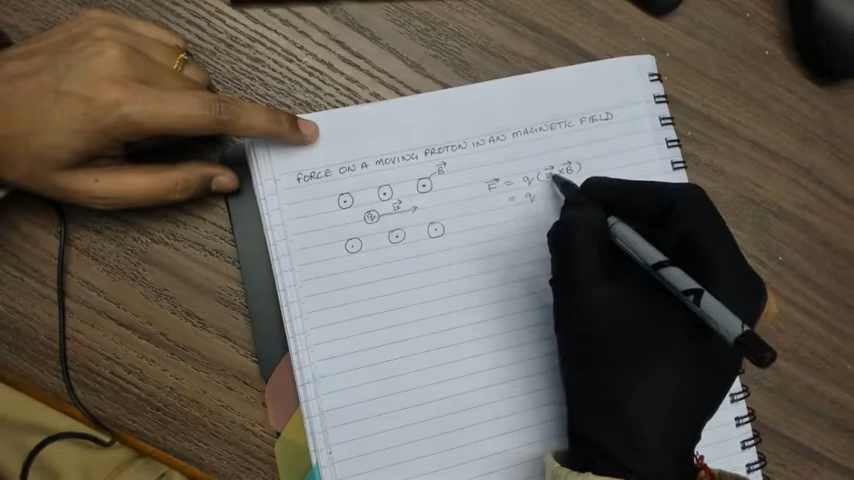 FORCE ON A MOVING PROTON IN AN MAGNETIC FIELD
B⃗
q v⃗
F⃗ = q(v⃗ × B⃗)
= q